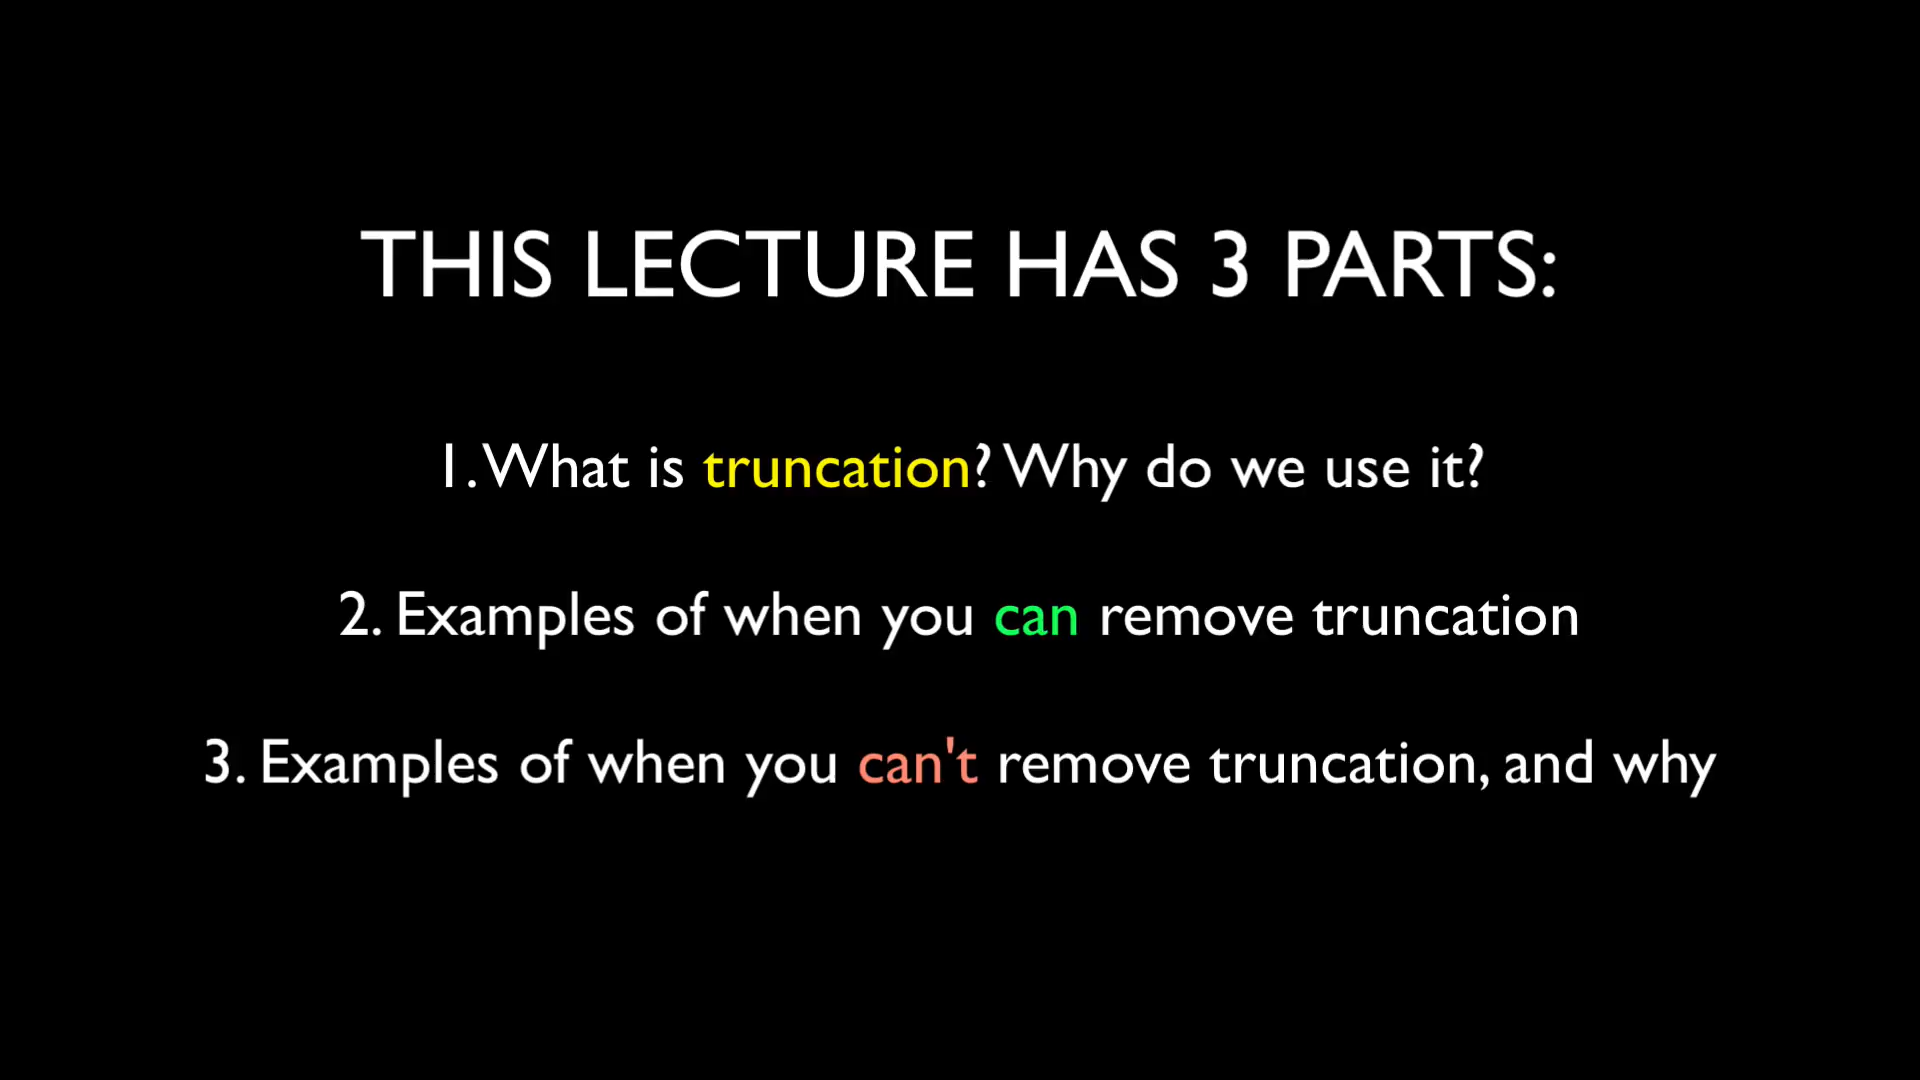 THIS LECTURE HAS 3 PARTS:
1. What is truncation? Why do we use it?
2. Examples of when you can remove truncation
3. Examples of when you can't remove truncation, and why